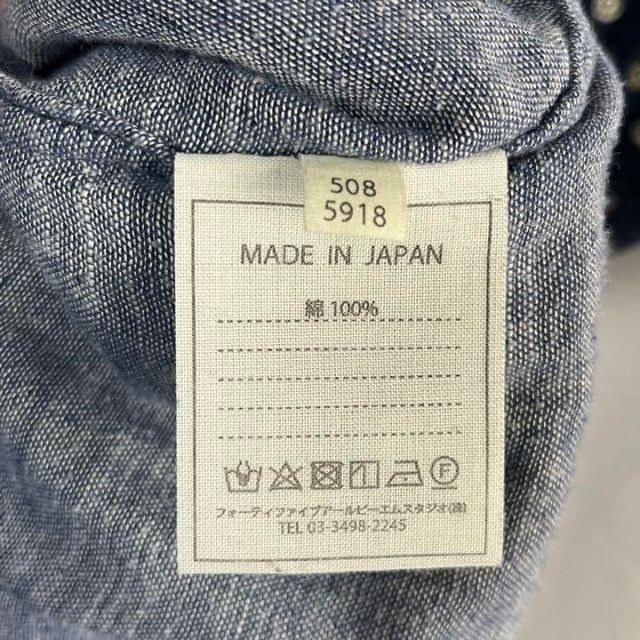 508
5918
MADE IN JAPAN
綿 100%
フォーティファイブアールピーエムスタジオ(株)
TEL 03-3498-2245